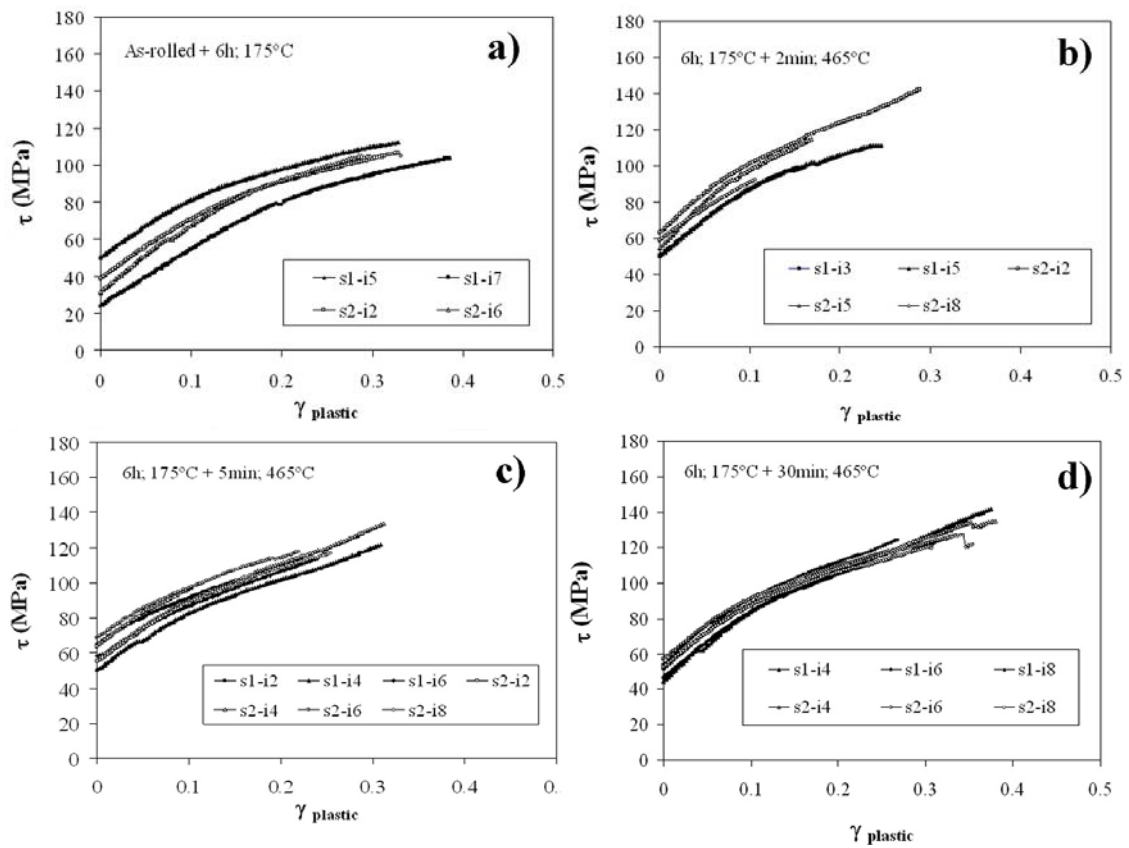 180
160
140
120
100
80
60
40
20
0
τ (MPa)
As-rolled + 6h; 175°C
a)
s1-i5 s1-i7
s2-i2 s2-i6
0 0.1 0.2 0.3 0.4 0.5
γ plastic
180
160
140
120
100
80
60
40
20
0
τ (MPa)
6h; 175°C + 2min; 465°C
b)
s1-i3 s1-i5 s2-i2
s2-i5 s2-i8
0 0.1 0.2 0.3 0.4 0.5
γ plastic
180
160
140
120
100
80
60
40
20
0
τ (MPa)
6h; 175°C + 5min; 465°C
c)
s1-i2 s1-i4 s1-i6 s2-i2
s2-i4 s2-i6 s2-i8
0 0.1 0.2 0.3 0.4 0.
γ plastic
180
160
140
120
100
80
60
40
20
0
τ (MPa)
6h; 175°C + 30min; 465°C
d)
s1-i4 s1-i6 s1-i8
s2-i4 s2-i6 s2-i8
0 0.1 0.2 0.3 0.4 0.5
γ plastic